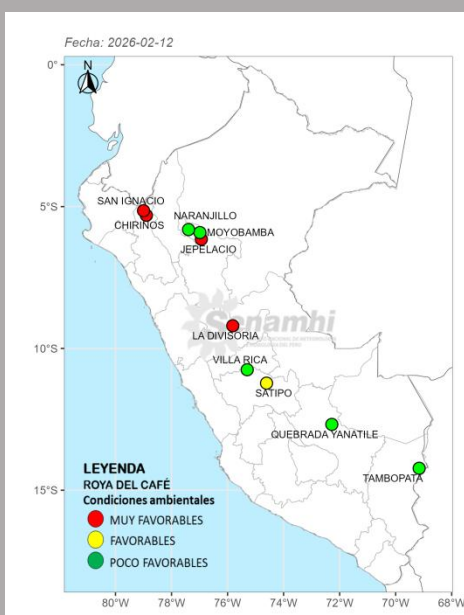 Fecha: 2026-02-12
N
0°
SAN IGNACIO
5°S
NARANJILLO
CHIRINOS
MOYOBAMBA
JEPELACIO
Senamhi
LA DIVISORIA
10°S
VILLA RICA
SATIPO
QUEBRADA YANATILE
TAMBOPATA
LEYENDA
ROYA DEL CAFÉ
15°S
Condiciones ambientales
MUY FAVORABLES
FAVORABLES
POCO FAVORABLES
80°W 78°W 76°W 74°W 72°W 70°W 68°W